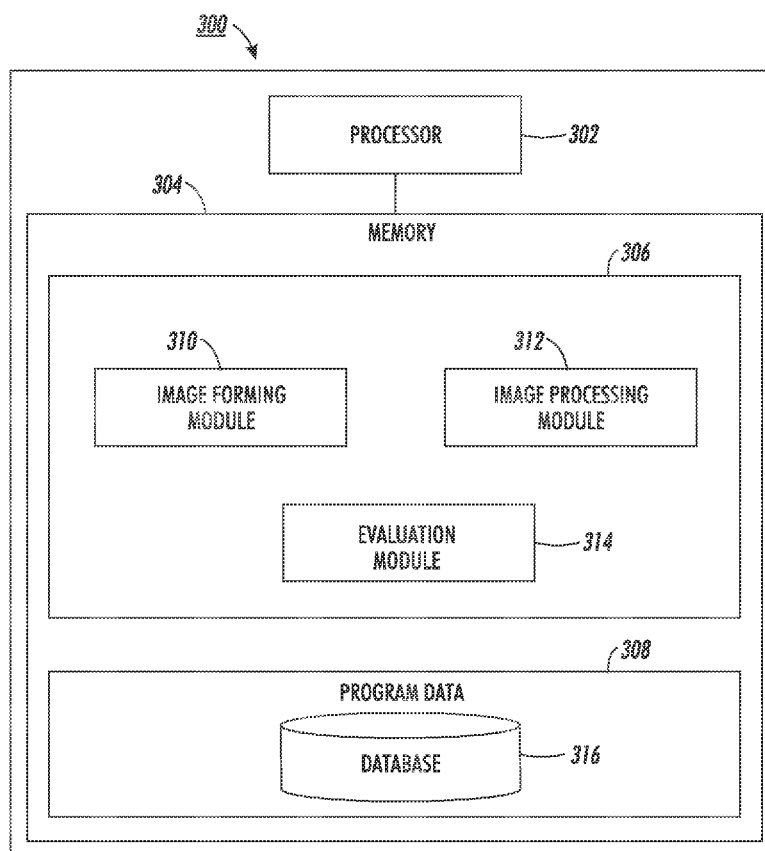 300
PROCESSOR
302
304
MEMORY
306
310
312
IMAGE FORMING
MODULE
IMAGE PROCESSING
MODULE
EVALUATION
MODULE
314
308
PROGRAM DATA
DATABASE
316